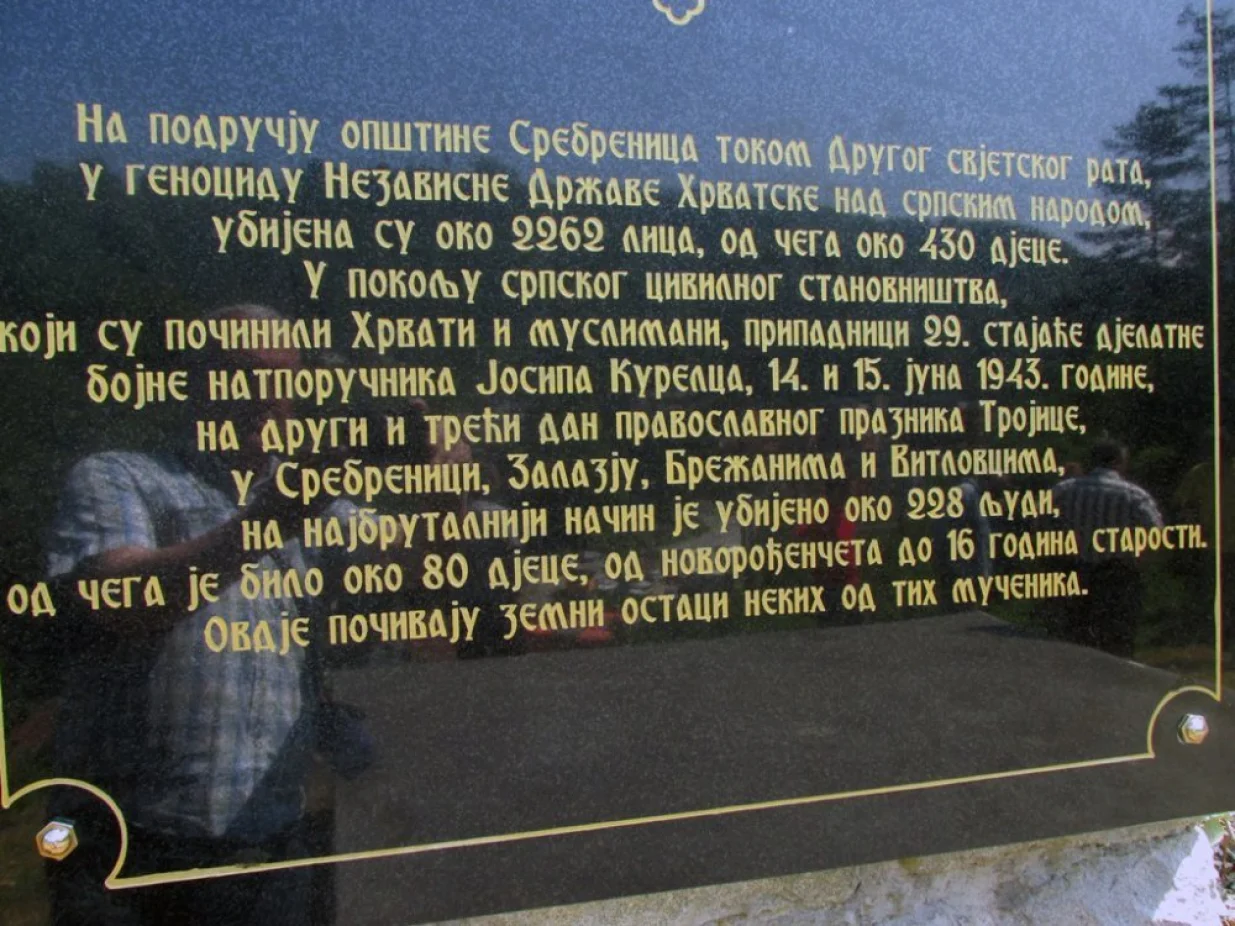 На подручју општине Сребреница током Другог свјетског рата,
у геноциду Независне Државе Хрватске над српским народом,
убијена су око 2262 лица, од чега око 430 дјеце.
У покољу српског цивилног становништва,
који су починили Хрвати и муслимани, припадници 29. стајаће дјелатне
бојне натпоручника Јосипа Курелца, 14. и 15. јуна 1943. године,
на други и трећи дан православног празника Тројице,
у Сребреници, Залазју, Брежанима и Витловцима,
на најбруталнији начин је убијено око 228 људи,
од чега је било око 80 дјеце, од новорођенчета до 16 година старости.
Овдје почивају земни остаци неких од тих мученика.